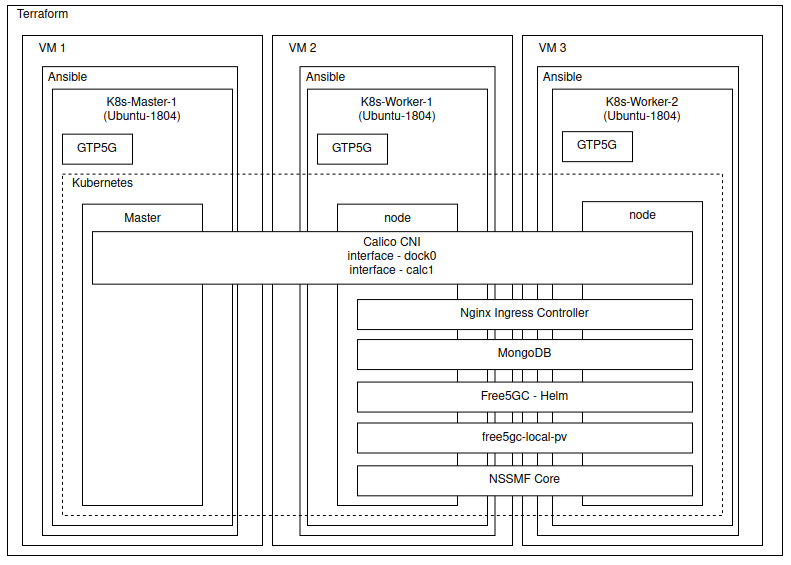 Terraform
VM 1
VM 2
VM 3
Ansible
Ansible
Ansible
K8s-Master-1
(Ubuntu-1804)
K8s-Worker-1
(Ubuntu-1804)
K8s-Worker-2
(Ubuntu-1804)
GTP5G
GTP5G
GTP5G
Kubernetes
Master
node
node
Calico CNI
interface - dock0
interface - calc1
Nginx Ingress Controller
MongoDB
Free5GC - Helm
free5gc-local-pv
NSSMF Core